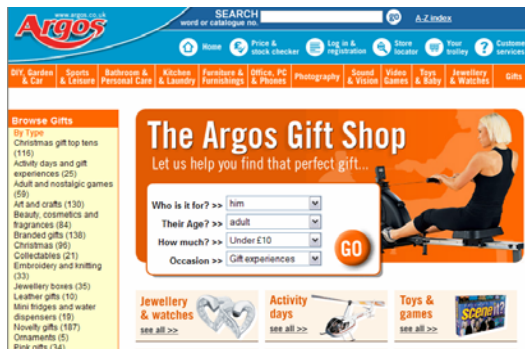 www.argos.co.uk
Argos
SEARCH
word or catalogue no.
go
A-Z index
Home
Price &
stock checker
Log in &
registration
Store
locator
Your
trolley
?
Custome
services
DIY, Garden
& Car
Sports
& Leisure
Bathroom &
Personal Care
Kitchen
& Laundry
Furniture &
Furnishings
Office, PC
& Phones
Photography
Sound
& Vision
Video
Games
Toys
& Baby
Jewellery
& Watches
Gifts
Browse Gifts
By Type
Christmas gift top tens
(116)
Activity days and gift
experiences (25)
Adult and nostalgic games
(59)
Art and crafts (130)
Beauty, cosmetics and
fragrances (84)
Branded gifts (138)
Christmas (96)
Collectables (21)
Embroidery and knitting
(33)
Jewellery boxes (35)
Leather gifts (10)
Mini fridges and water
dispensers (19)
Novelty gifts (187)
Ornaments (5)
Pink gifts (34)
The Argos Gift Shop
Let us help you find that perfect gift...
Who is it for? >> him
Their Age? >> adult
How much? >> Under £10
Occasion >> Gift experiences
GO
Jewellery
& watches
see all >>
Activity
days
see all >>
Toys &
games
see all >>
scene it?